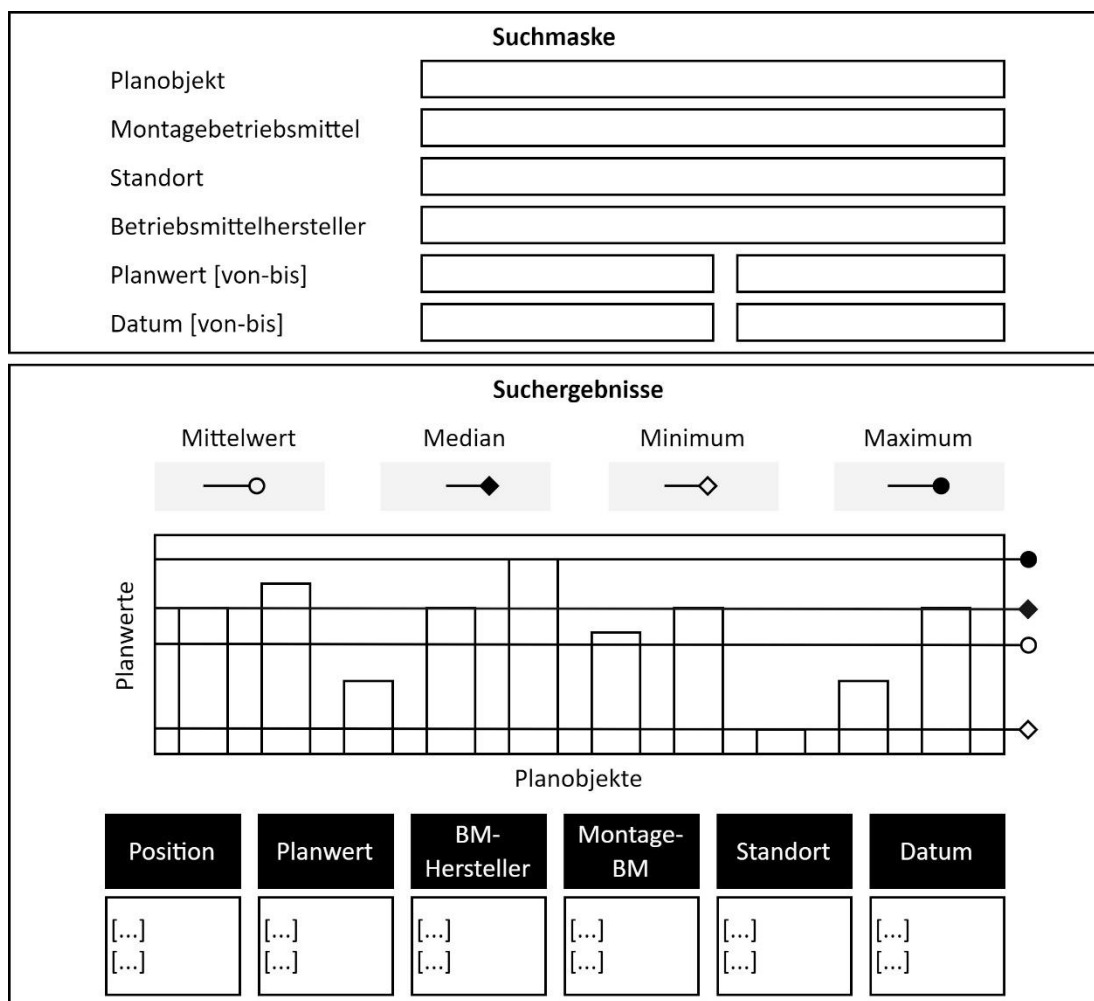 Suchmaske
Planobjekt
Montagebetriebsmittel
Standort
Betriebsmittelhersteller
Planwert [von-bis]
Datum [von-bis]
Suchergebnisse
Mittelwert Median Minimum Maximum
Planwerte
Planobjekte
Position Planwert BM-Hersteller Montage-BM Standort Datum
[...] [...] [...] [...] [...] [...]
[...] [...] [...] [...] [...] [...]